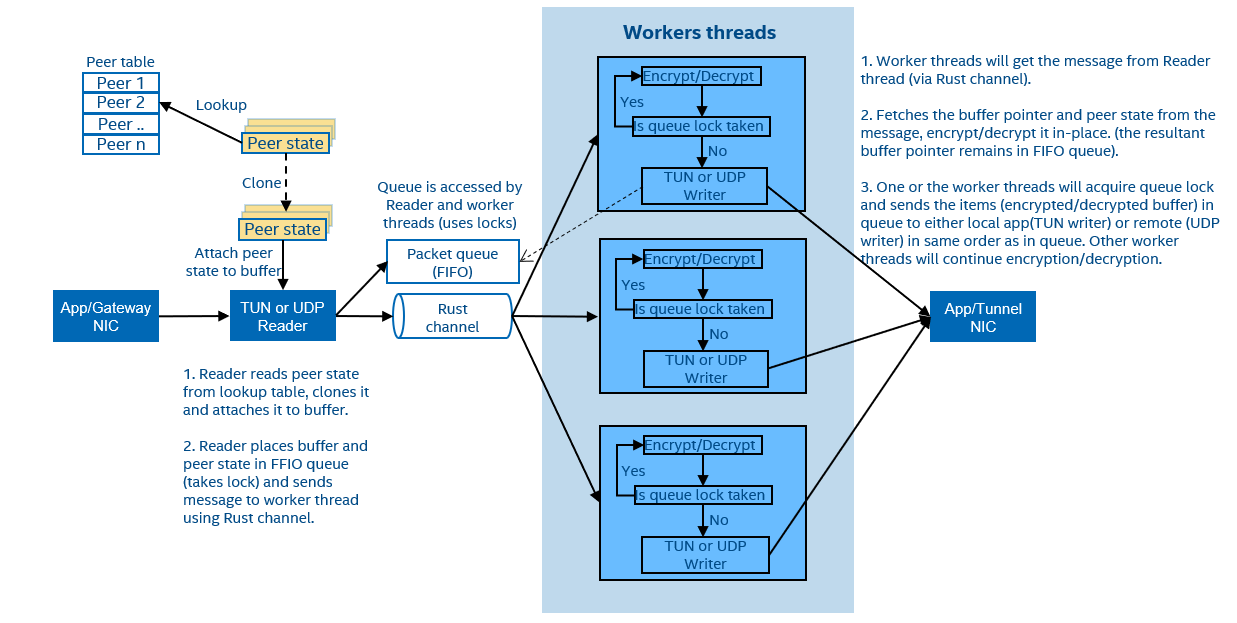 Workers threads
Peer table
Peer 1
Peer 2
Peer ..
Peer n
Lookup
Peer state
Clone
Peer state
Attach peer
state to buffer
App/Gateway
NIC
TUN or UDP
Reader
Queue is accessed by
Reader and worker
threads (uses locks)
Packet queue
(FIFO)
Rust
channel
1. Reader reads peer state
from lookup table, clones it
and attaches it to buffer.
2. Reader places buffer and
peer state in FFIO queue
(takes lock) and sends
message to worker thread
using Rust channel.
Encrypt/Decrypt
Yes
Is queue lock taken
No
TUN or UDP
Writer
Encrypt/Decrypt
Yes
Is queue lock taken
No
TUN or UDP
Writer
Encrypt/Decrypt
Yes
Is queue lock taken
No
TUN or UDP
Writer
1. Worker threads will get the message from Reader
thread (via Rust channel).
2. Fetches the buffer pointer and peer state from the
message, encrypt/decrypt it in-place. (the resultant
buffer pointer remains in FIFO queue).
3. One or the worker threads will acquire queue lock
and sends the items (encrypted/decrypted buffer) in
queue to either local app(TUN writer) or remote (UDP
writer) in same order as in queue. Other worker
threads will continue encryption/decryption.
App/Tunnel
NIC